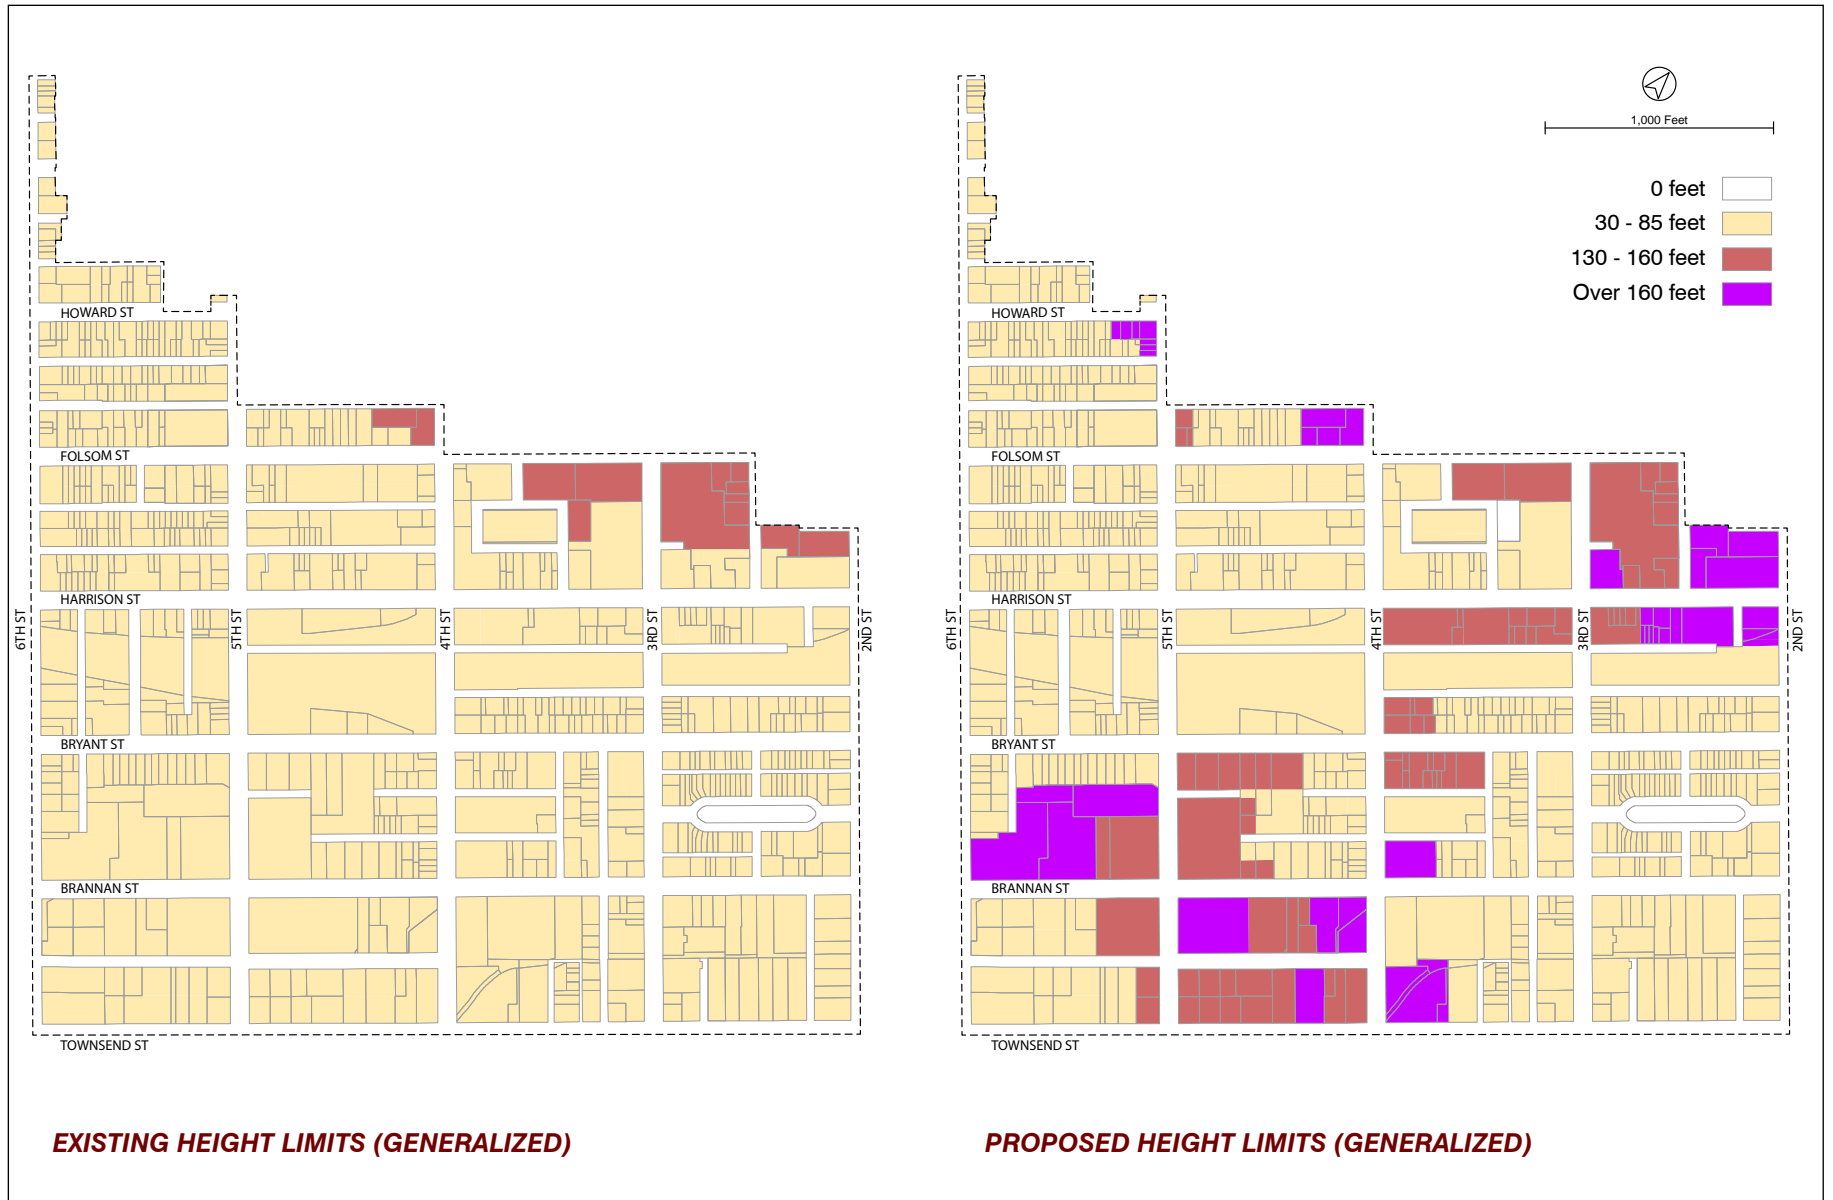 1,000 Feet
0 feet
30 - 85 feet
130 - 160 feet
Over 160 feet
HOWARD ST
FOLSOM ST
HARRISON ST
6TH ST
5TH ST
4TH ST
3RD ST
2ND ST
BRYANT ST
BRANNAN ST
TOWNSEND ST
HOWARD ST
FOLSOM ST
HARRISON ST
6TH ST
5TH ST
4TH ST
3RD ST
2ND ST
BRYANT ST
BRANNAN ST
TOWNSEND ST
EXISTING HEIGHT LIMITS (GENERALIZED)
PROPOSED HEIGHT LIMITS (GENERALIZED)